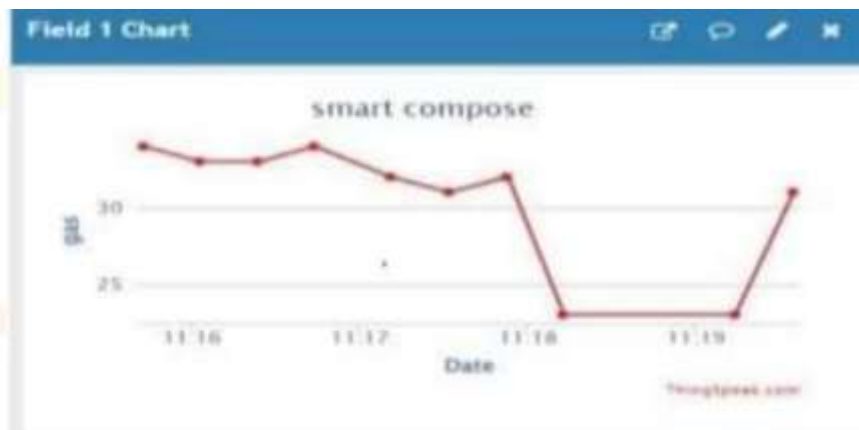 Field 1 Chart
smart compose
30
gas
25
11:16 11:17 11:18 11:19
Date
ThingSpeak.com